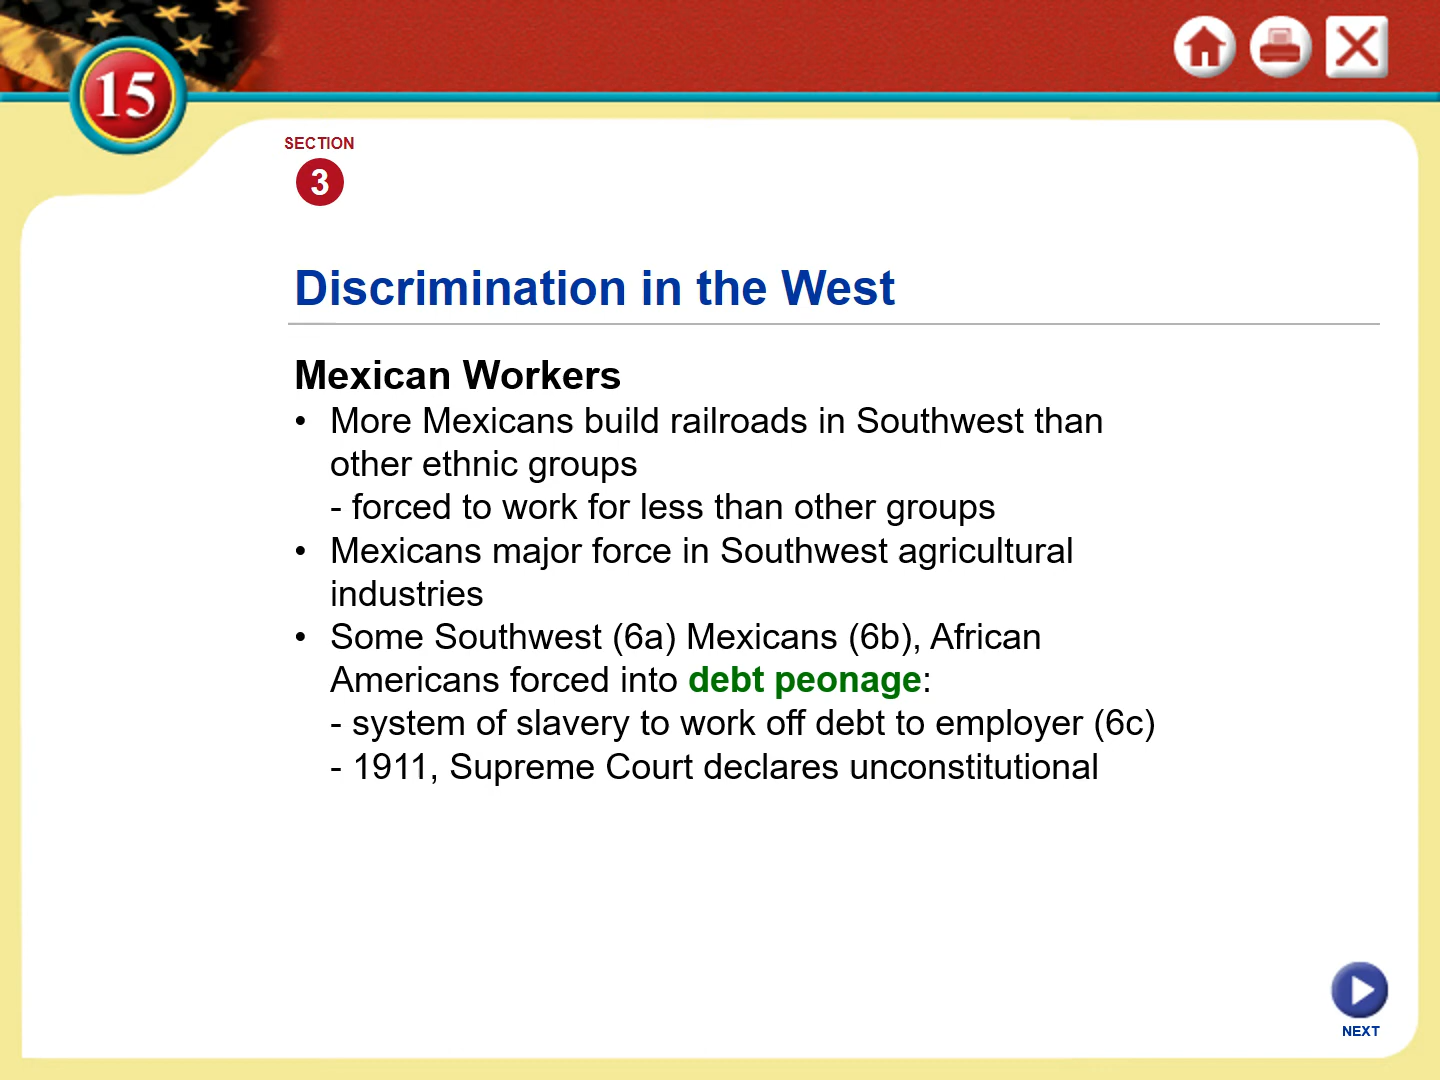 15
SECTION
3
Discrimination in the West
Mexican Workers
• More Mexicans build railroads in Southwest than
other ethnic groups
- forced to work for less than other groups
• Mexicans major force in Southwest agricultural
industries
• Some Southwest (6a) Mexicans (6b), African
Americans forced into debt peonage:
- system of slavery to work off debt to employer (6c)
- 1911, Supreme Court declares unconstitutional
NEXT